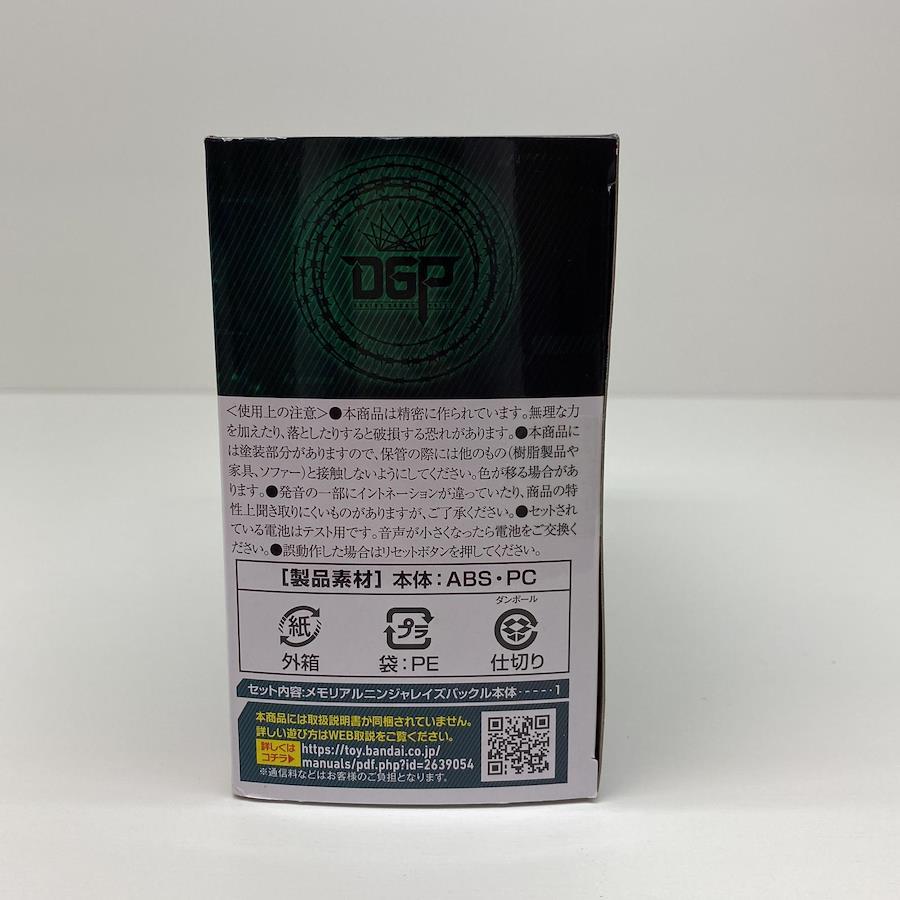 DGP
<使用上の注意>●本商品は精密に作られています。無理な力
を加えたり、落としたりすると破損する恐れがあります。●本商品に
は塗装部分がありますので、保管の際には他のもの(樹脂製品や
家具、ソファー)と接触しないようにしてください。色が移る場合があ
ります。●発音の一部にイントネーションが違っていたり、商品の特
性上聞き取りにくいものがありますが、ご了承ください。●セットされ
ている電池はテスト用です。音声が小さくなったら電池をご交換く
ださい。●誤動作した場合はリセットボタンを押してください。
[製品素材] 本体:ABS・PC
ダンボール
紙 プラ
外箱 袋:PE 仕切り
セット内容:メモリアルニンジャレイズバックル本体-----1
本商品には取扱説明書が同梱されていません。
詳しい遊び方はWEB取説をご覧ください。
詳しくは
コチラ▶
https://toy.bandai.co.jp/
manuals/pdf.php?id=2639054
※通信料などはお客様のご負担となります。